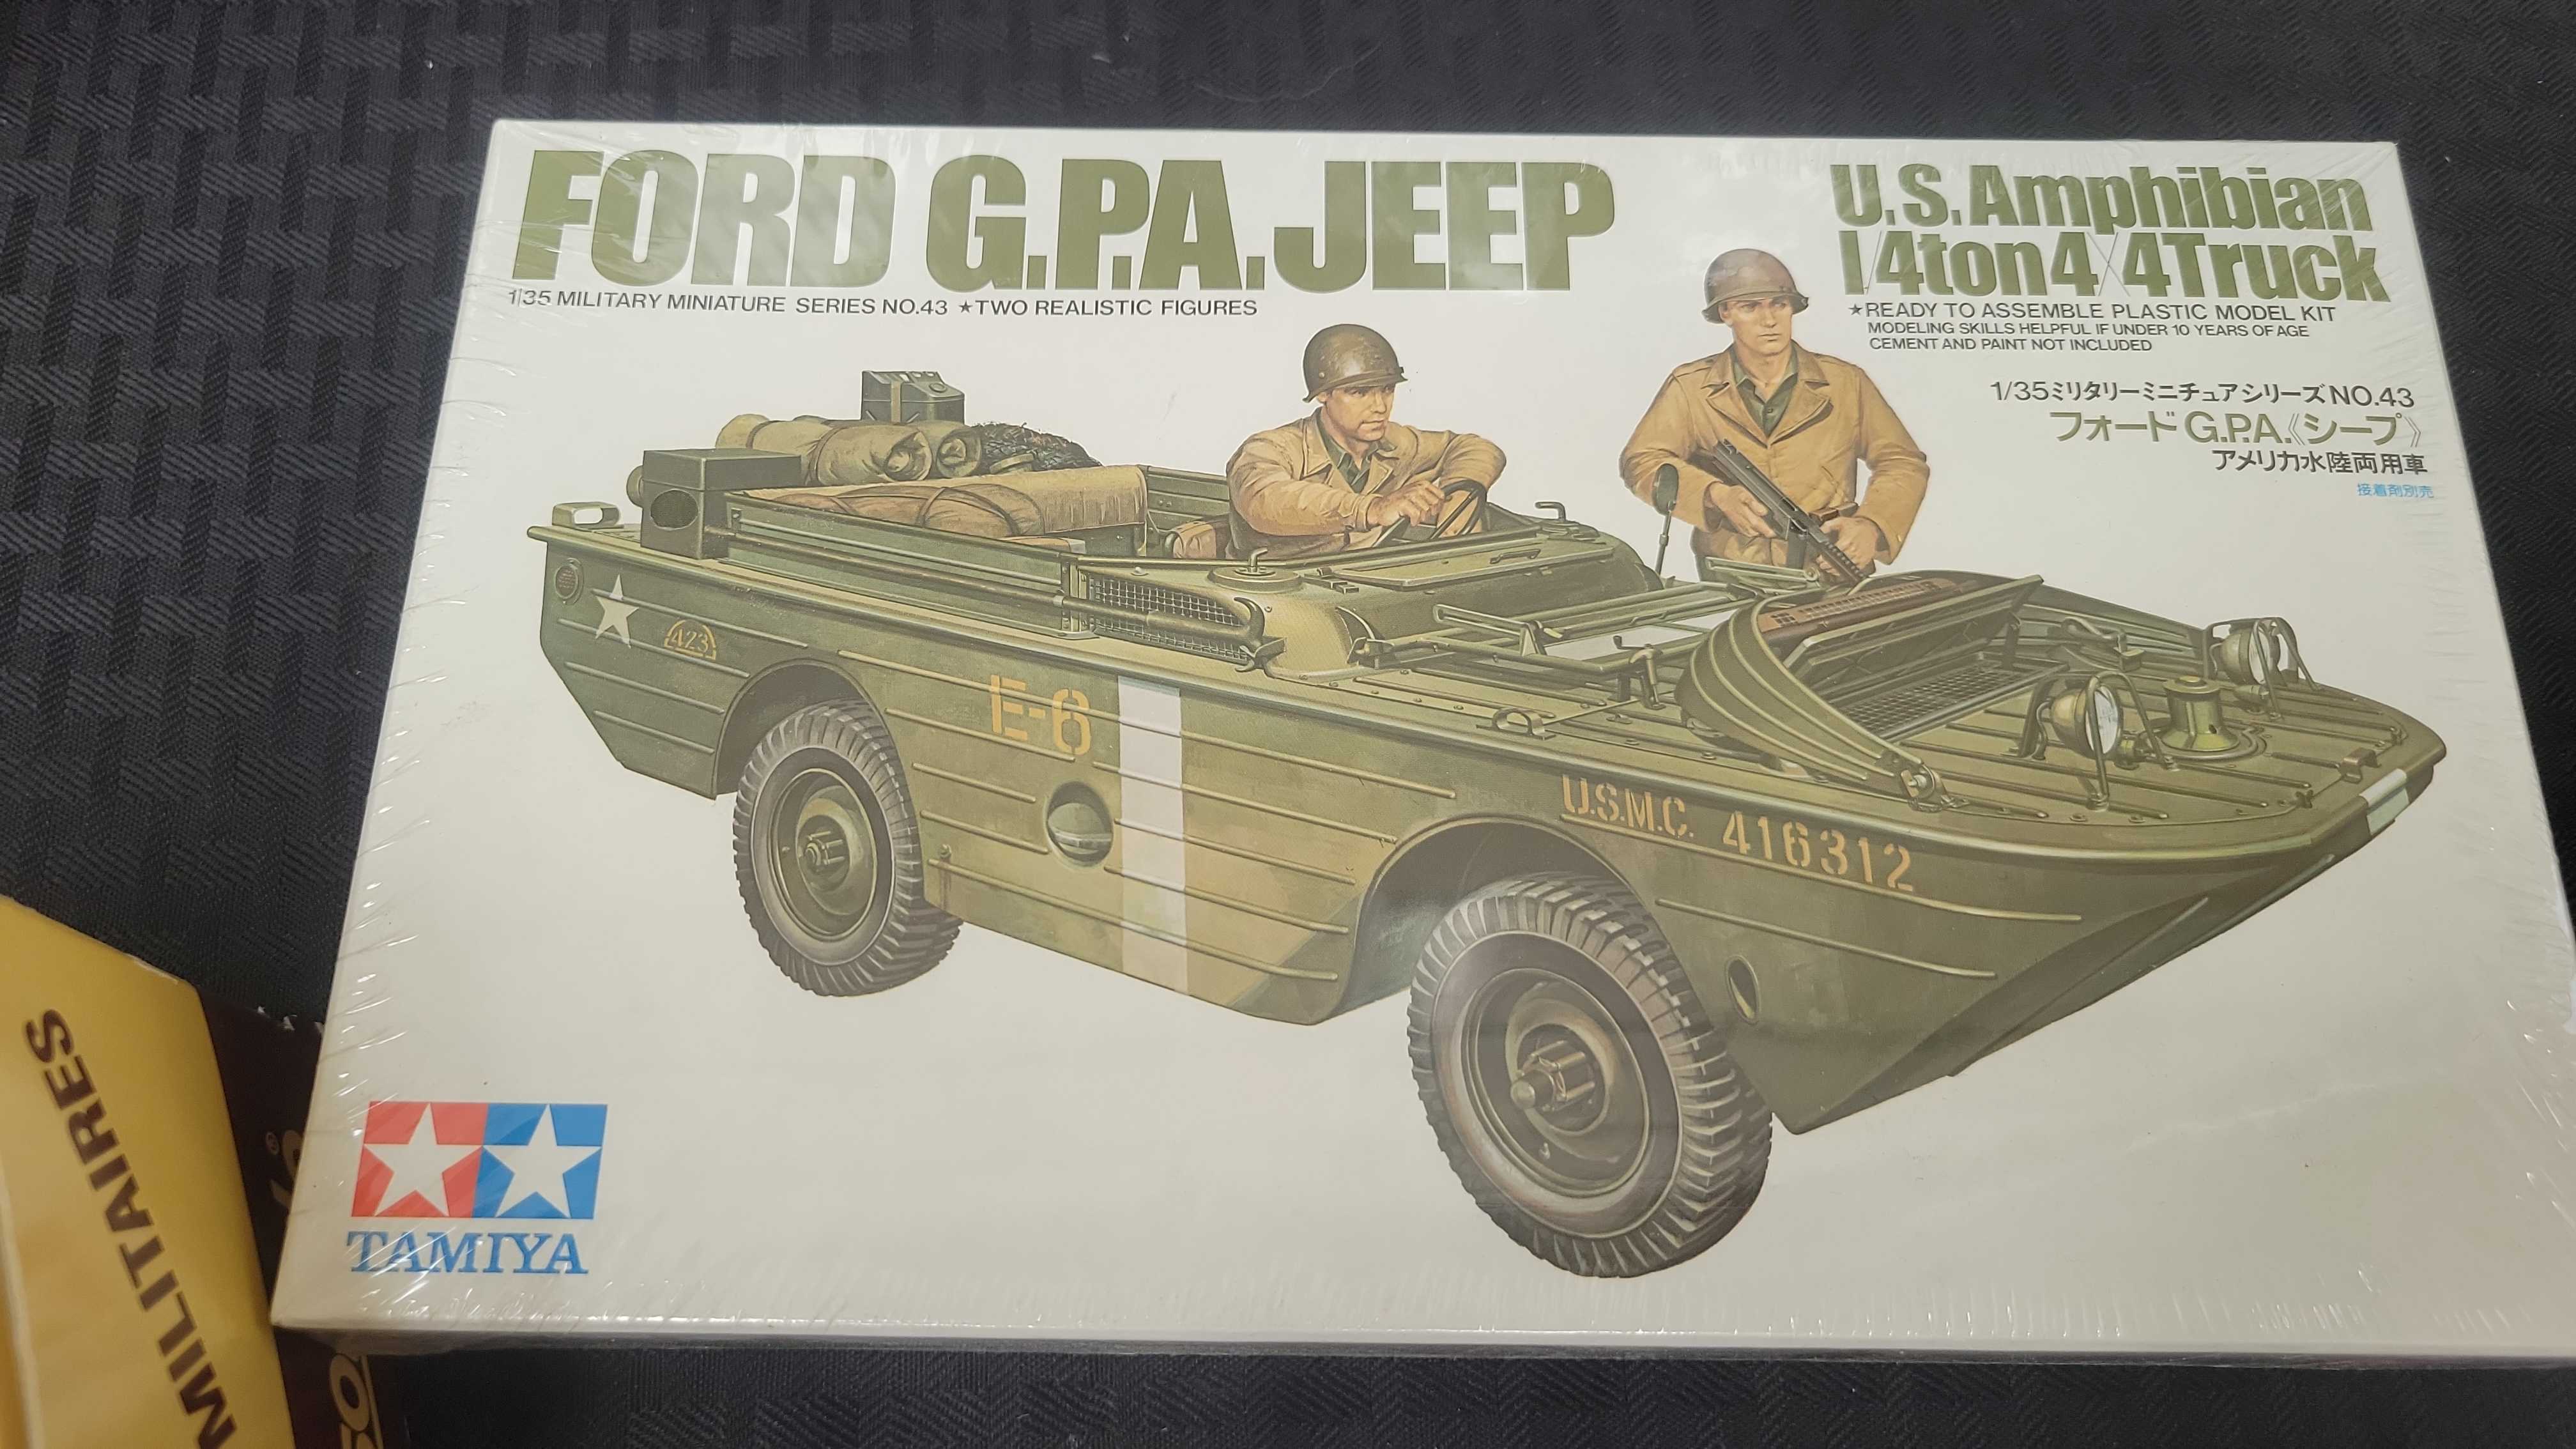 FORD G.P.A. JEEP
1/35 MILITARY MINIATURE SERIES NO.43 ★TWO REALISTIC FIGURES
U.S. Amphibian
1/4ton 4×4 Truck
★READY TO ASSEMBLE PLASTIC MODEL KIT
MODELING SKILLS HELPFUL IF UNDER 10 YEARS OF AGE
CEMENT AND PAINT NOT INCLUDED
1/35ミリタリーミニチュアシリーズNO.43
フォードG.P.A.《シープ》
アメリカ水陸両用車
接着剤別売
423
E-6
U.S.M.C. 416312
TAMIYA
MILITAIRES